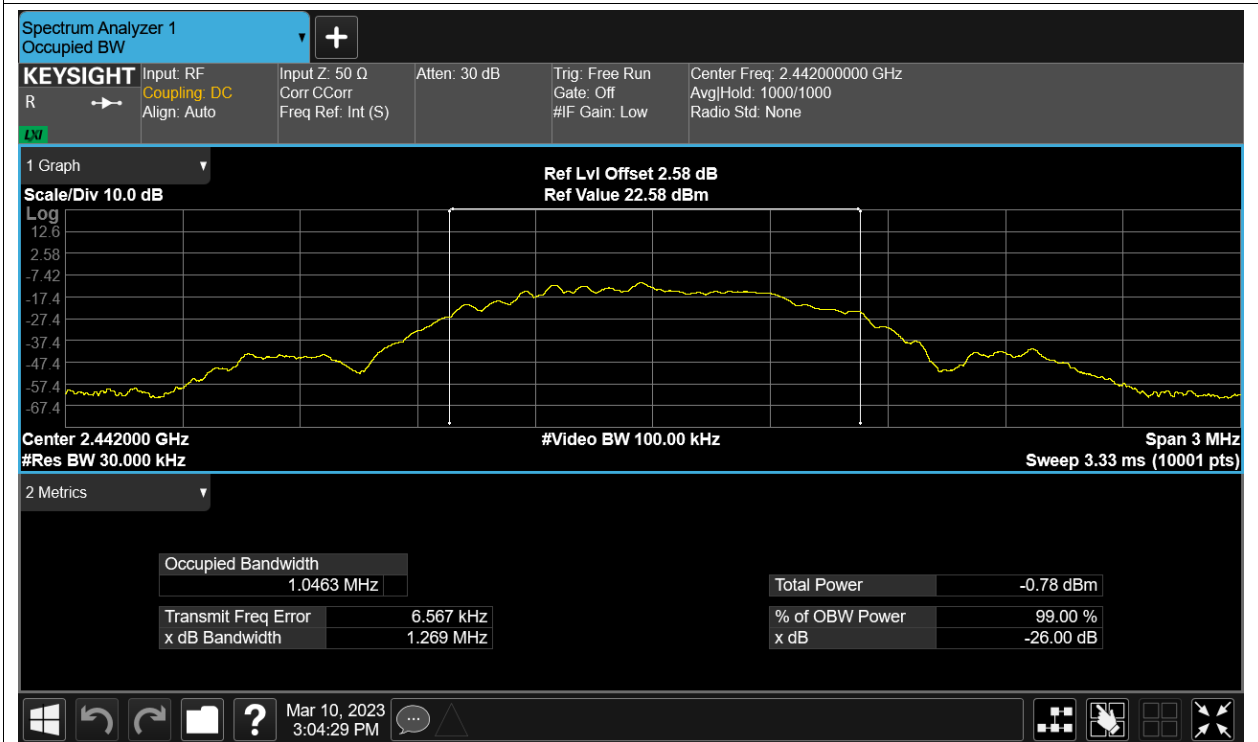 Spectrum Analyzer 1
Occupied BW
KEYSIGHT
R
LXI
Input: RF
Coupling: DC
Align: Auto
Input Z: 50 Ω
Corr CCorr
Freq Ref: Int (S)
Atten: 30 dB
Trig: Free Run
Gate: Off
#IF Gain: Low
Center Freq: 2.442000000 GHz
Avg|Hold: 1000/1000
Radio Std: None
1 Graph
Scale/Div 10.0 dB
Ref Lvl Offset 2.58 dB
Ref Value 22.58 dBm
Log
12.6
2.58
-7.42
-17.4
-27.4
-37.4
-47.4
-57.4
-67.4
Center 2.442000 GHz
#Video BW 100.00 kHz
Span 3 MHz
#Res BW 30.000 kHz
Sweep 3.33 ms (10001 pts)
2 Metrics
Occupied Bandwidth
1.0463 MHz
Total Power -0.78 dBm
Transmit Freq Error 6.567 kHz
% of OBW Power 99.00 %
x dB Bandwidth 1.269 MHz
x dB -26.00 dB
?
Mar 10, 2023
3:04:29 PM